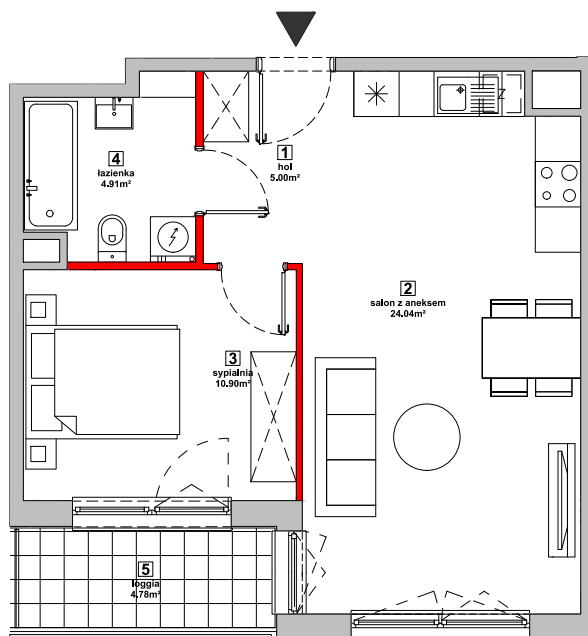 1
hol
5.00m²
Z
4
łazienka
4.91m²
2
salon z aneksem
24.04m²
3
sypialnia
10.90m²
5
loggia
4.78m²